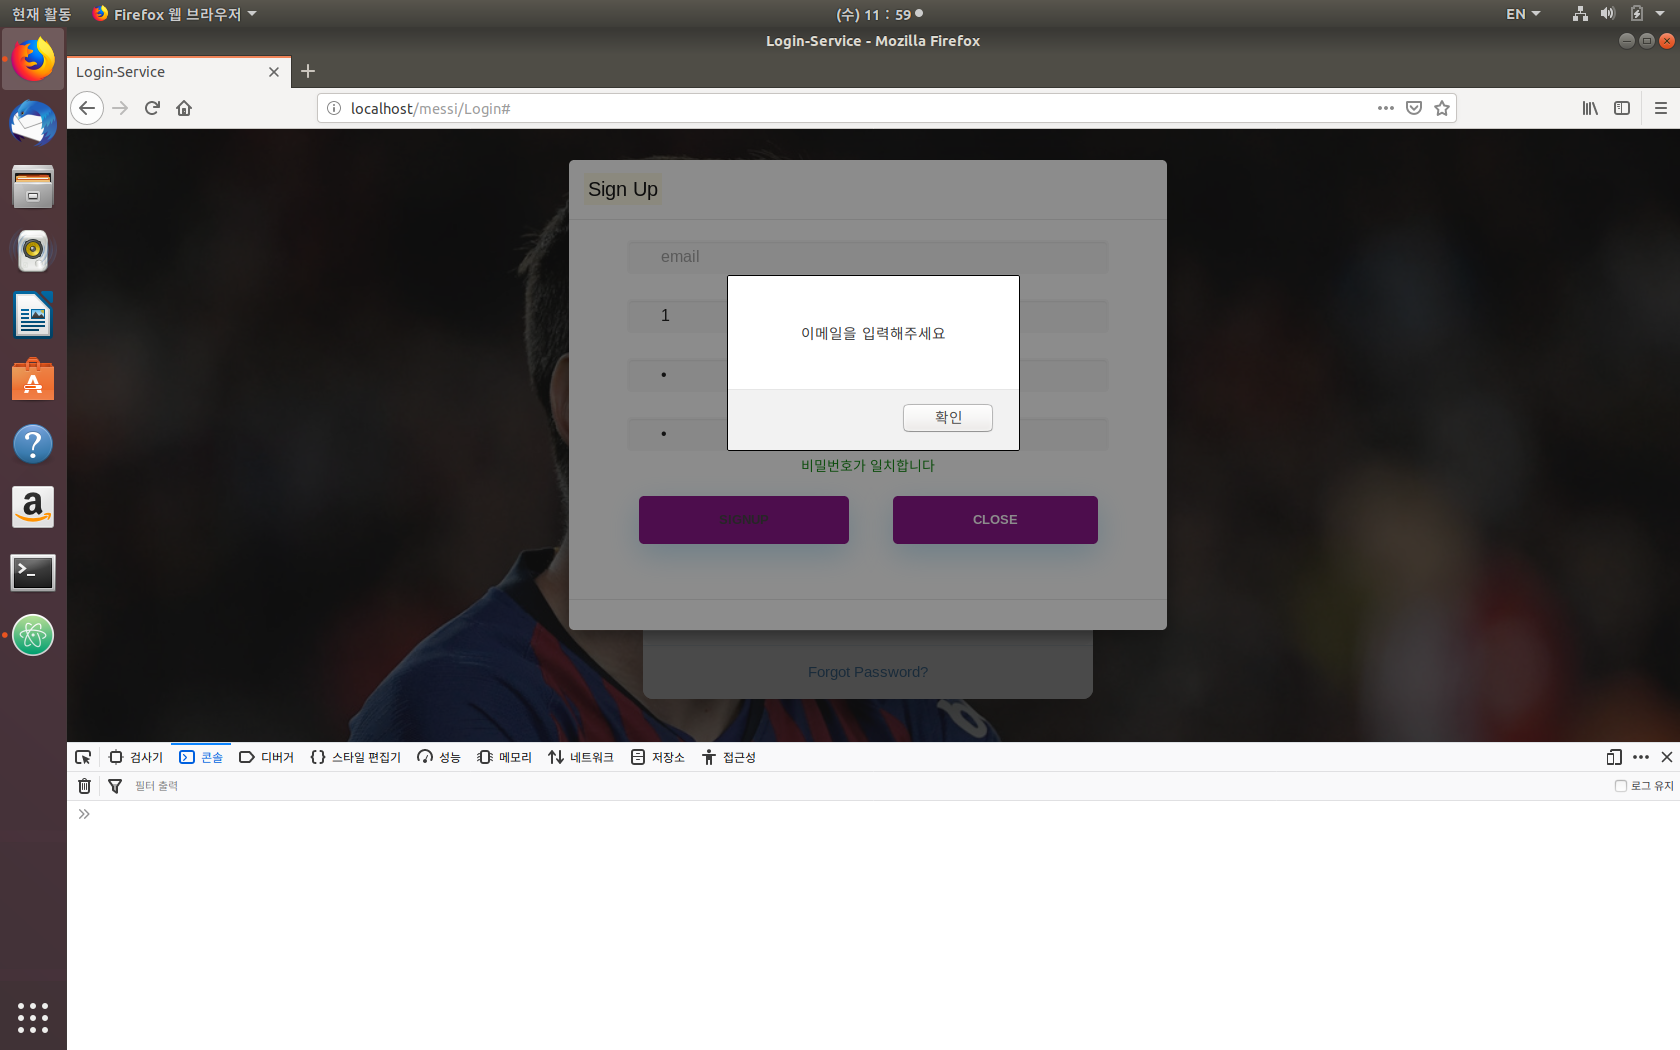 현재 활동
Firefox 웹 브라우저
(수) 11 : 59
EN
Login-Service - Mozilla Firefox
Login-Service
localhost/messi/Login#
Sign Up
email
1
•
•
이메일을 입력해주세요
확인
비밀번호가 일치합니다
CLOSE
Forgot Password?
검사기
콘솔
디버거
스타일 편집기
성능
메모리
네트워크
저장소
접근성
필터 출력
로그 유지